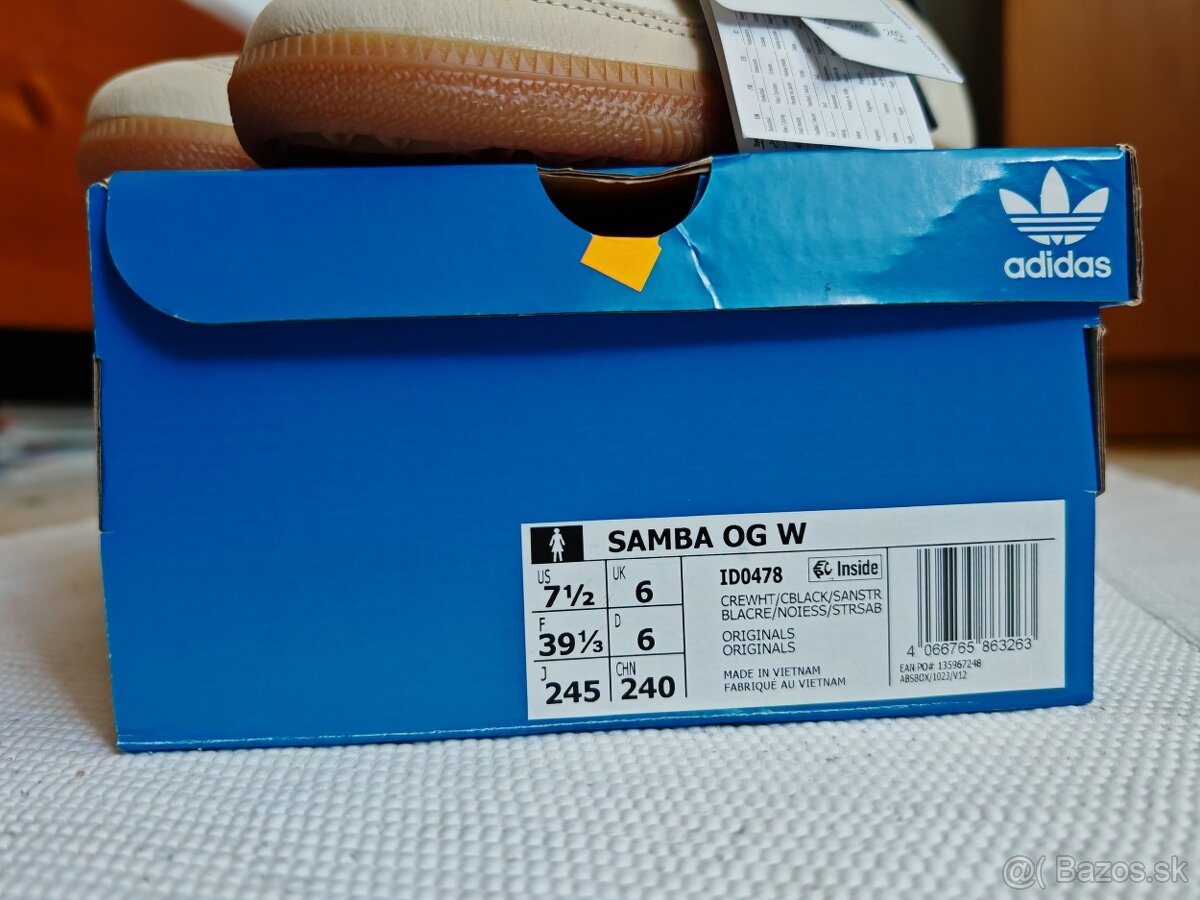 adidas
SAMBA OG W
US
7½
UK
6
F
39⅓
D
6
J
245
CHN
240
ID0478
Inside
CREWHT/CBLACK/SANSTR
BLACRE/NOIESS/STRSAB
ORIGINALS
ORIGINALS
MADE IN VIETNAM
FABRIQUÉ AU VIETNAM
4 066765 863263
EAN PO# 135967248
ABSBOX/1023/V12
@( Bazos.sk